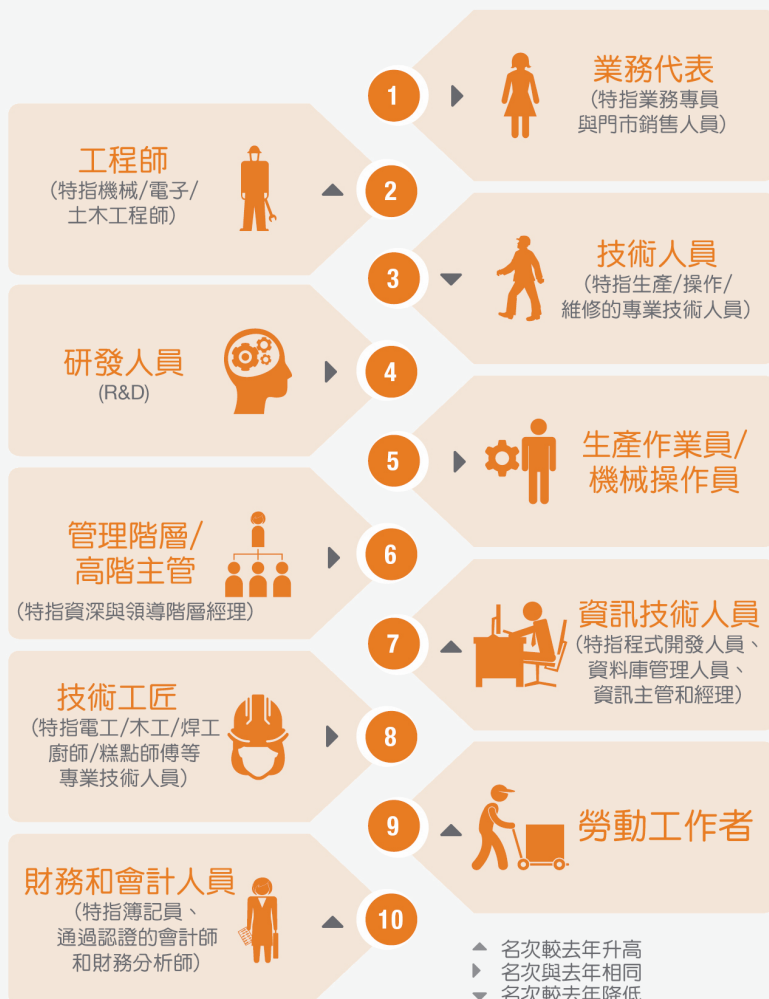 1
業務代表
(特指業務專員
與門市銷售人員)
工程師
(特指機械/電子/
土木工程師)
2
3
技術人員
(特指生產/操作/
維修的專業技術人員)
研發人員
(R&D)
4
5
生產作業員/
機械操作員
管理階層/
高階主管
(特指資深與領導階層經理)
6
7
資訊技術人員
(特指程式開發人員、
資料庫管理人員、
資訊主管和經理)
技術工匠
(特指電工/木工/焊工
廚師/糕點師傅等
專業技術人員)
8
9
勞動工作者
財務和會計人員
(特指簿記員、
通過認證的會計師
和財務分析師)
10
▲ 名次較去年升高
▶ 名次與去年相同
▼ 名次較去年降低